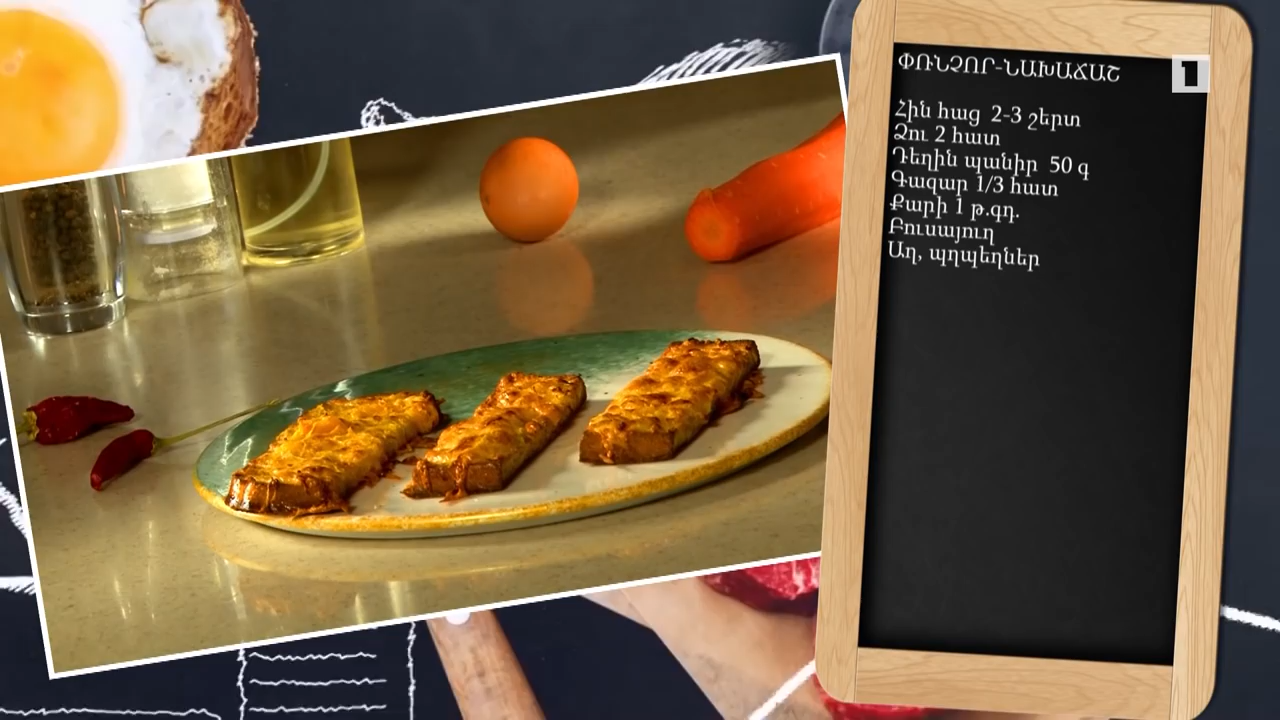 ՓՌՆՉՈՐ-ՆԱԽԱՃԱՇ
1
Հին հաց 2-3 շերտ
Ձու 2 հատ
Դեղին պանիր 50 գ
Գազար 1/3 հատ
Քարի 1 թ.գդ.
Բուսայուղ
Աղ, պղպեղներ